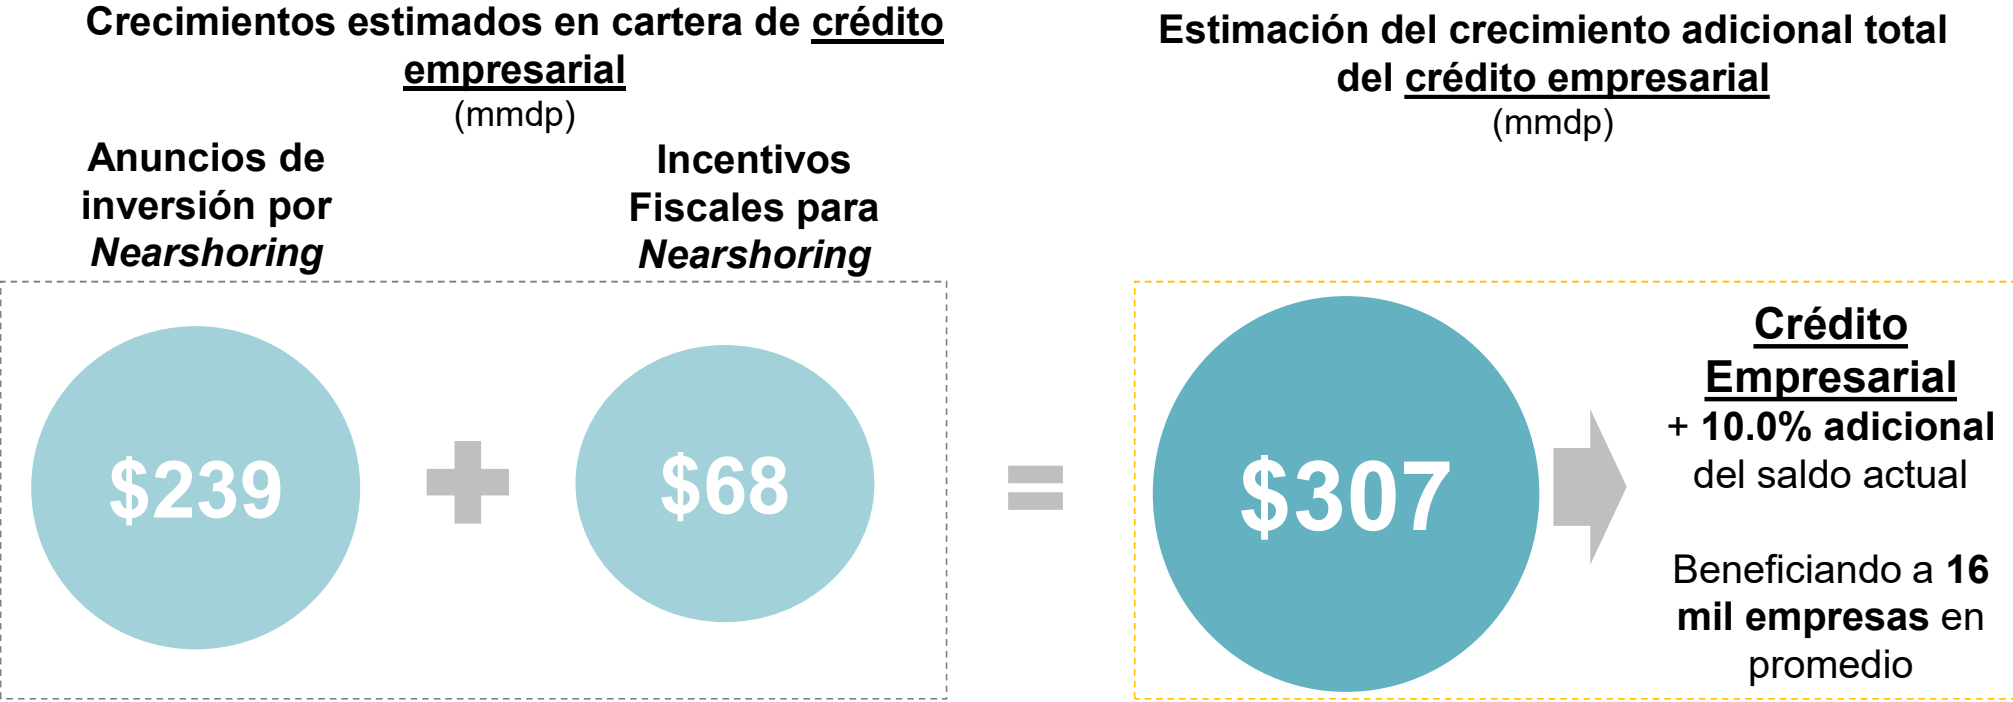 Crecimientos estimados en cartera de crédito
empresarial
(mmdp)
Anuncios de
inversión por
Nearshoring
Incentivos
Fiscales para
Nearshoring
$239
$68
Estimación del crecimiento adicional total
del crédito empresarial
(mmdp)
$307
Crédito
Empresarial
+ 10.0% adicional
del saldo actual
Beneficiando a 16
mil empresas en
promedio